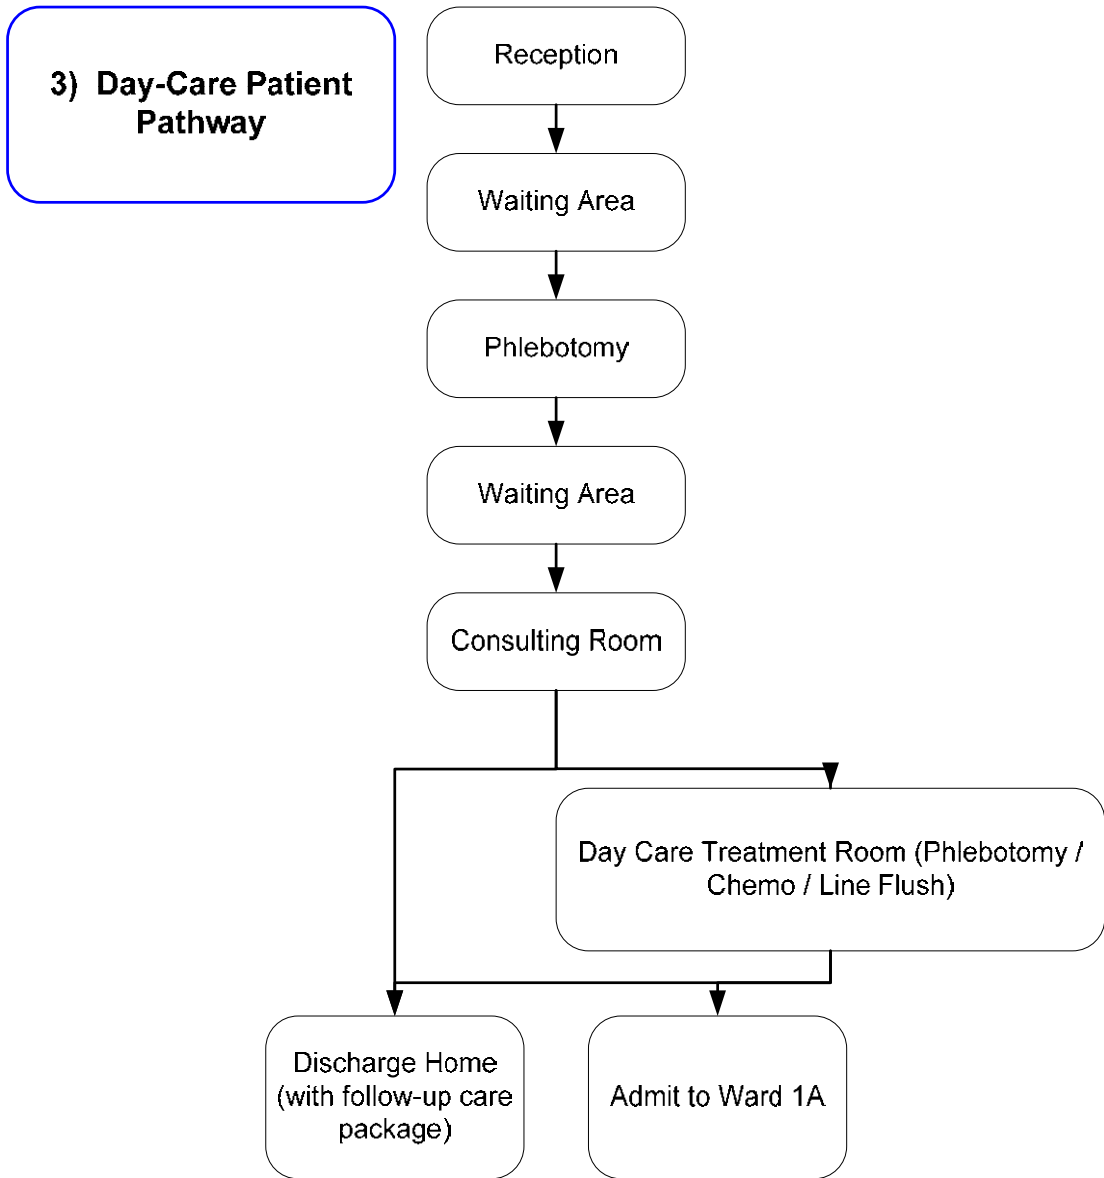 3) Day-Care Patient
Pathway
Reception
Waiting Area
Phlebotomy
Waiting Area
Consulting Room
Day Care Treatment Room (Phlebotomy /
Chemo / Line Flush)
Discharge Home
(with follow-up care
package)
Admit to Ward 1A